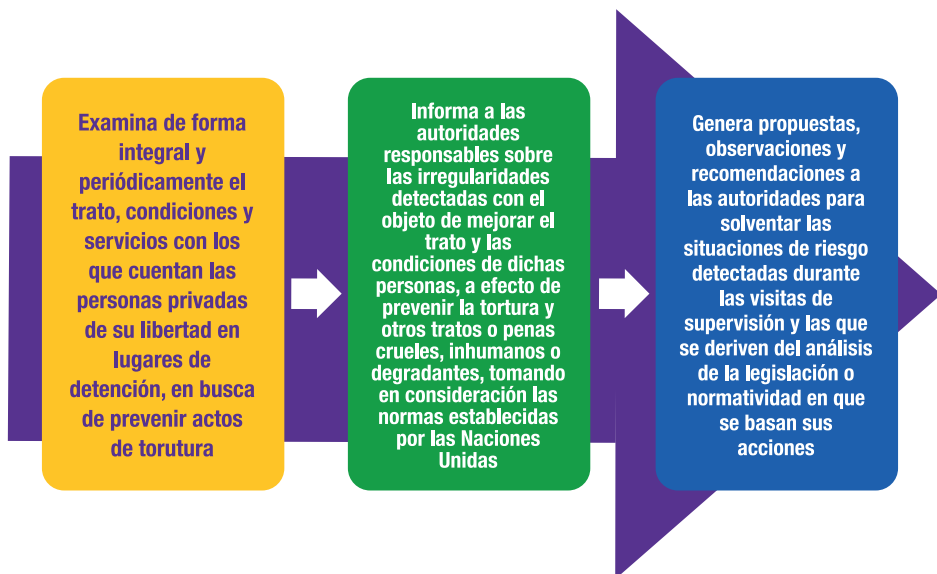 Examina de forma
integral y
periódicamente el
trato, condiciones y
servicios con los
que cuentan las
personas privadas
de su libertad en
lugares de
detención, en busca
de prevenir actos
de torutura
Informa a las
autoridades
responsables sobre
las irregularidades
detectadas con el
objeto de mejorar el
trato y las
condiciones de dichas
personas, a efecto de
prevenir la tortura y
otros tratos o penas
crueles, inhumanos o
degradantes, tomando
en consideración las
normas establecidas
por las Naciones
Unidas
Genera propuestas,
observaciones y
recomendaciones a
las autoridades para
solventar las
situaciones de riesgo
detectadas durante
las visitas de
supervisión y las que
se deriven del análisis
de la legislación o
normatividad en que
se basan sus
acciones